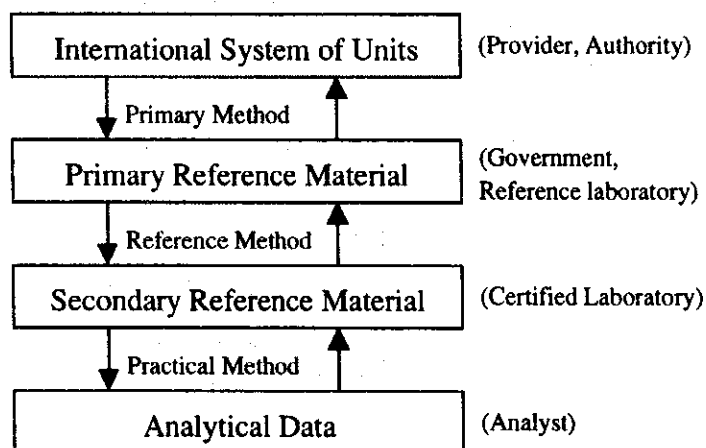 International System of Units (Provider, Authority)
Primary Method
Primary Reference Material (Government,
Reference laboratory)
Reference Method
Secondary Reference Material (Certified Laboratory)
Practical Method
Analytical Data (Analyst)